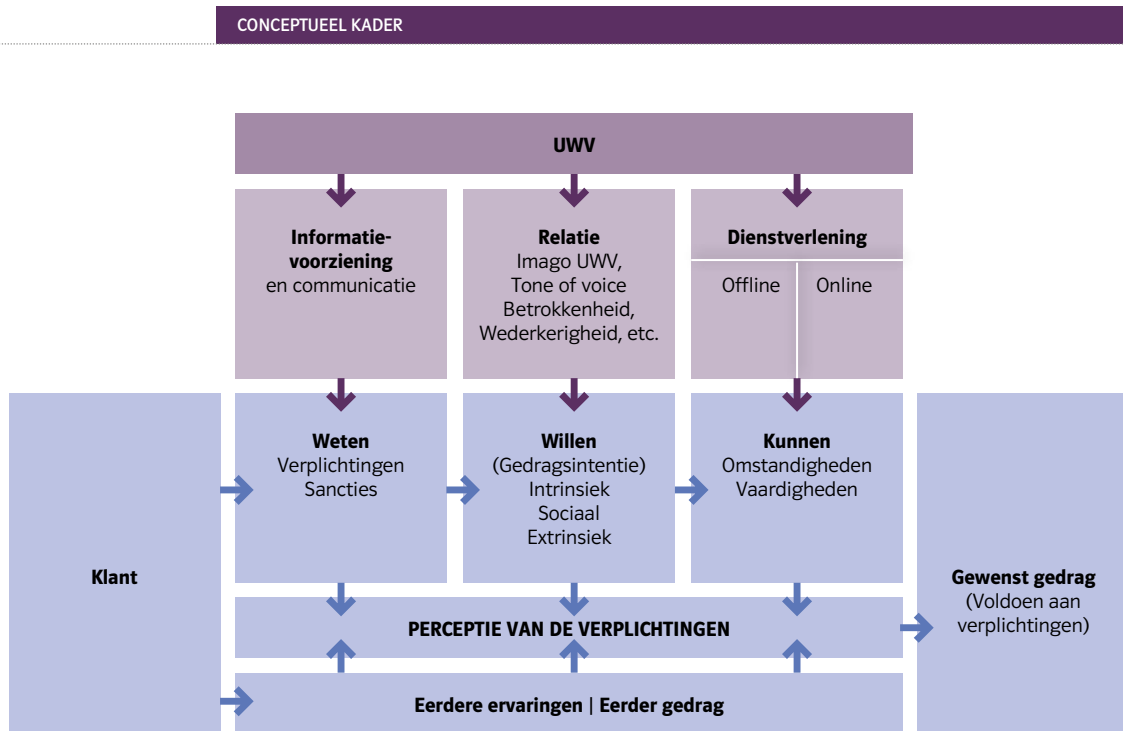 CONCEPTUEEL KADER
UWV
Informatie-
voorziening
en communicatie
Relatie
Imago UWV,
Tone of voice
Betrokkenheid,
Wederkerigheid, etc.
Dienstverlening
Offline
Online
Klant
Weten
Verplichtingen
Sancties
Willen
(Gedragsintentie)
Intrinsiek
Sociaal
Extrinsiek
Kunnen
Omstandigheden
Vaardigheden
Gewenst gedrag
(Voldoen aan
verplichtingen)
PERCEPTIE VAN DE VERPLICHTINGEN
Eerdere ervaringen | Eerder gedrag